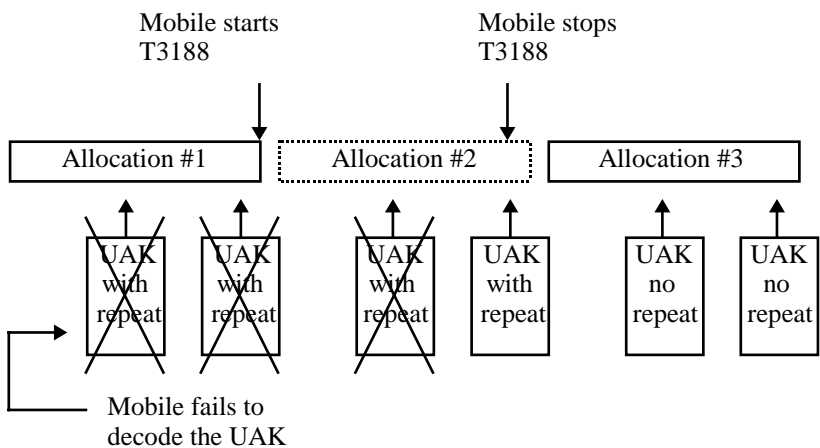 Mobile starts
T3188
Mobile stops
T3188
Allocation #1
Allocation #2
Allocation #3
UAK
with
repeat
UAK
with
repeat
UAK
with
repeat
UAK
with
repeat
UAK
no
repeat
UAK
no
repeat
Mobile fails to
decode the UAK